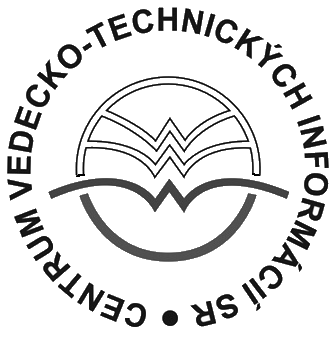 CENTRUM VEDECKO-TECHNICKÝCH INFORMÁCIÍ SR •